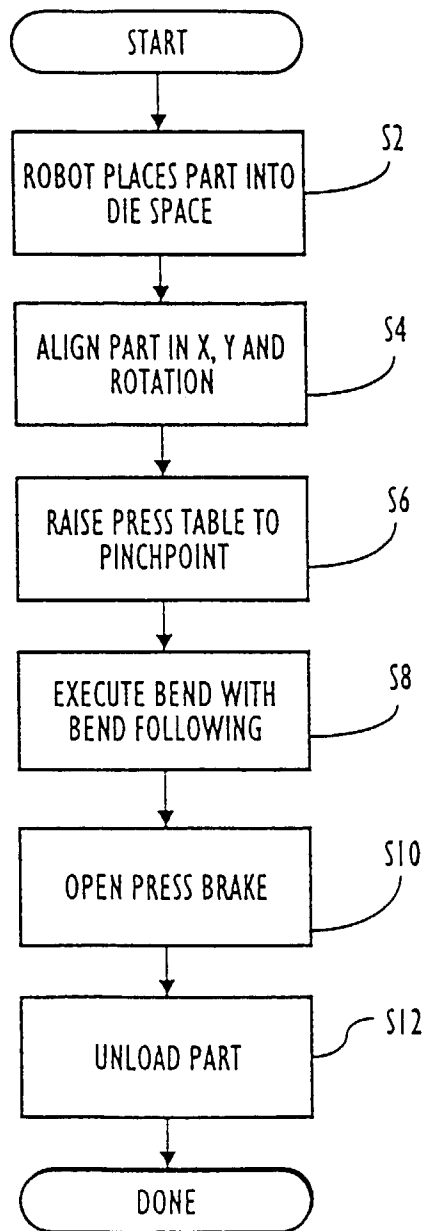 START
S2
ROBOT PLACES PART INTO
DIE SPACE
S4
ALIGN PART IN X, Y AND
ROTATION
S6
RAISE PRESS TABLE TO
PINCHPOINT
S8
EXECUTE BEND WITH
BEND FOLLOWING
S10
OPEN PRESS BRAKE
S12
UNLOAD PART
DONE